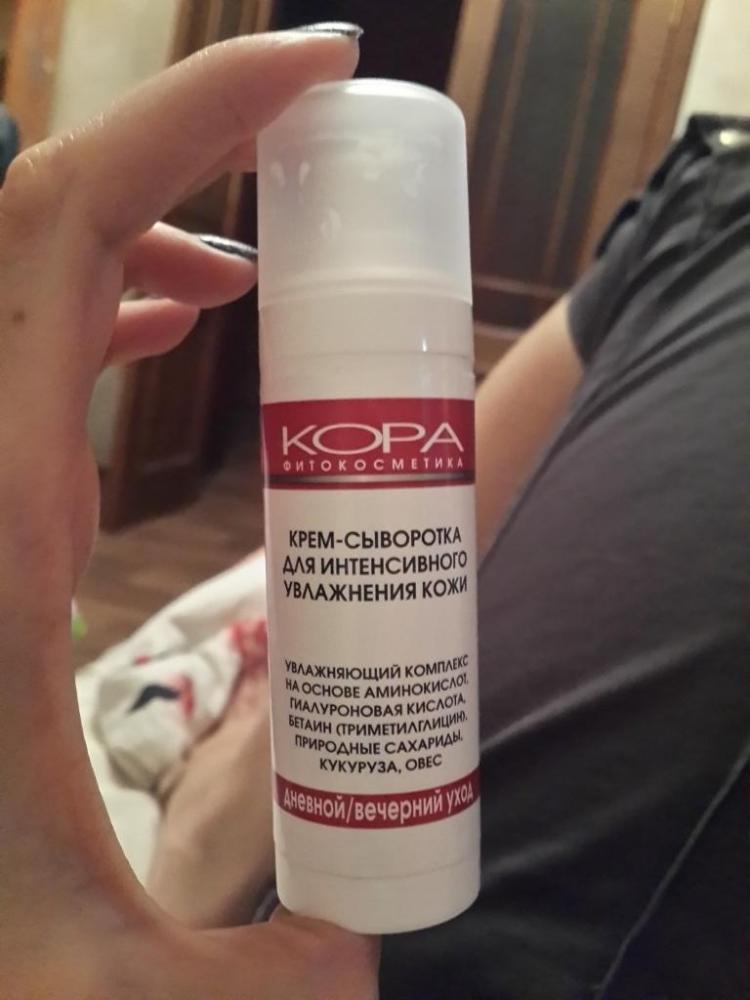 КОРА
ФИТОКОСМЕТИКА
КРЕМ-СЫВОРОТКА
ДЛЯ ИНТЕНСИВНОГО
УВЛАЖНЕНИЯ КОЖИ
УВЛАЖНЯЮЩИЙ КОМПЛЕКС
НА ОСНОВЕ АМИНОКИСЛОТ,
ГИАЛУРОНОВАЯ КИСЛОТА,
БЕТАИН (ТРИМЕТИЛГЛИЦИН),
ПРИРОДНЫЕ САХАРИДЫ,
КУКУРУЗА, ОВЕС
дневной/вечерний уход